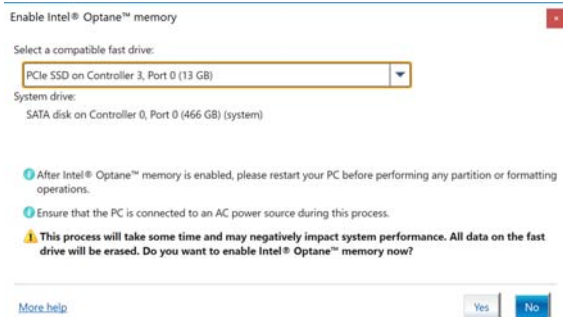 Enable Intel® Optane™ memory
Select a compatible fast drive:
PCIe SSD on Controller 3, Port 0 (13 GB)
System drive:
SATA disk on Controller 0, Port 0 (466 GB) (system)
After Intel® Optane™ memory is enabled, please restart your PC before performing any partition or formatting
operations.
Ensure that the PC is connected to an AC power source during this process.
This process will take some time and may negatively impact system performance. All data on the fast
drive will be erased. Do you want to enable Intel® Optane™ memory now?
More help
Yes
No